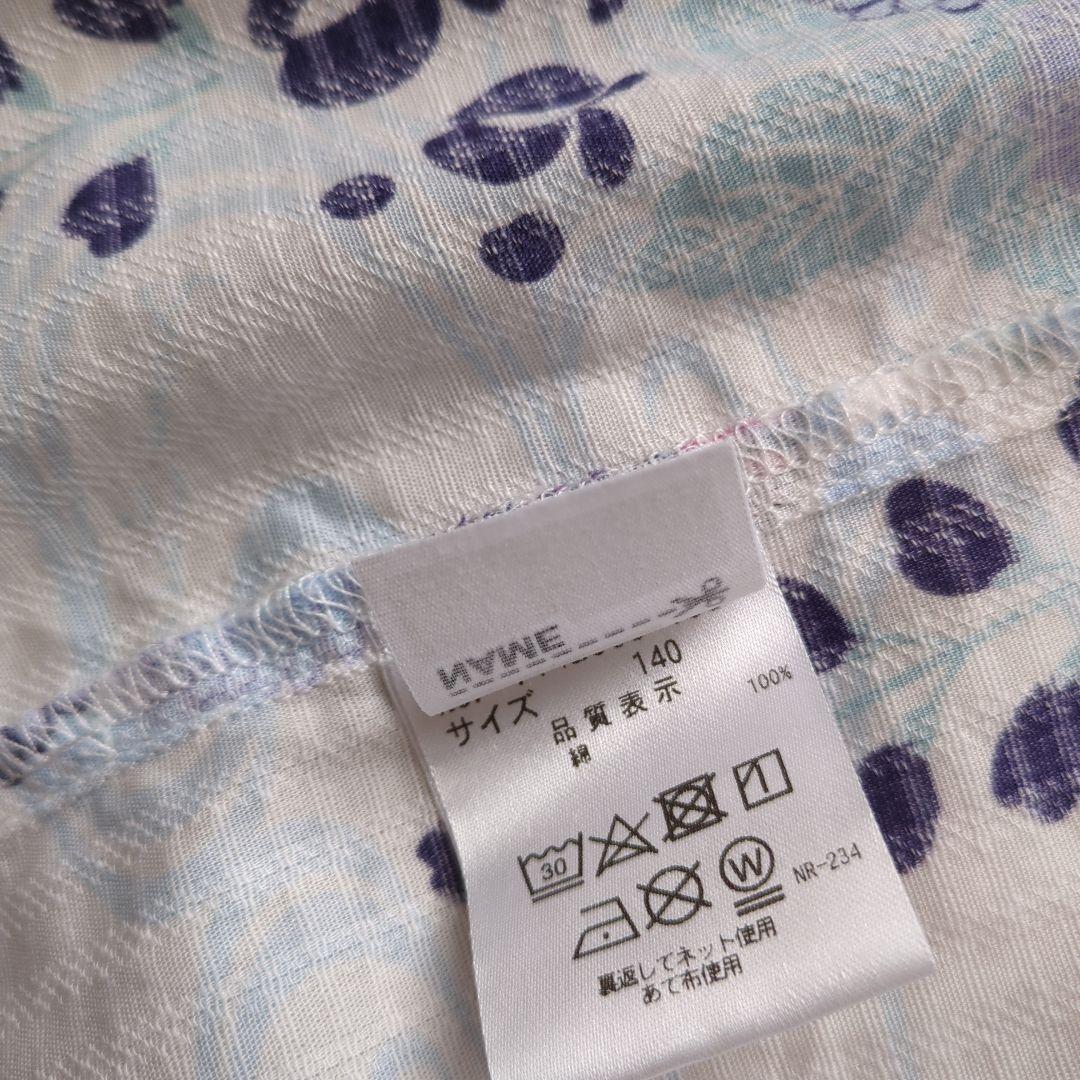 NAME
サイズ 140
品質表示
綿 100%
30
W
NR-234
裏返してネット使用
あて布使用